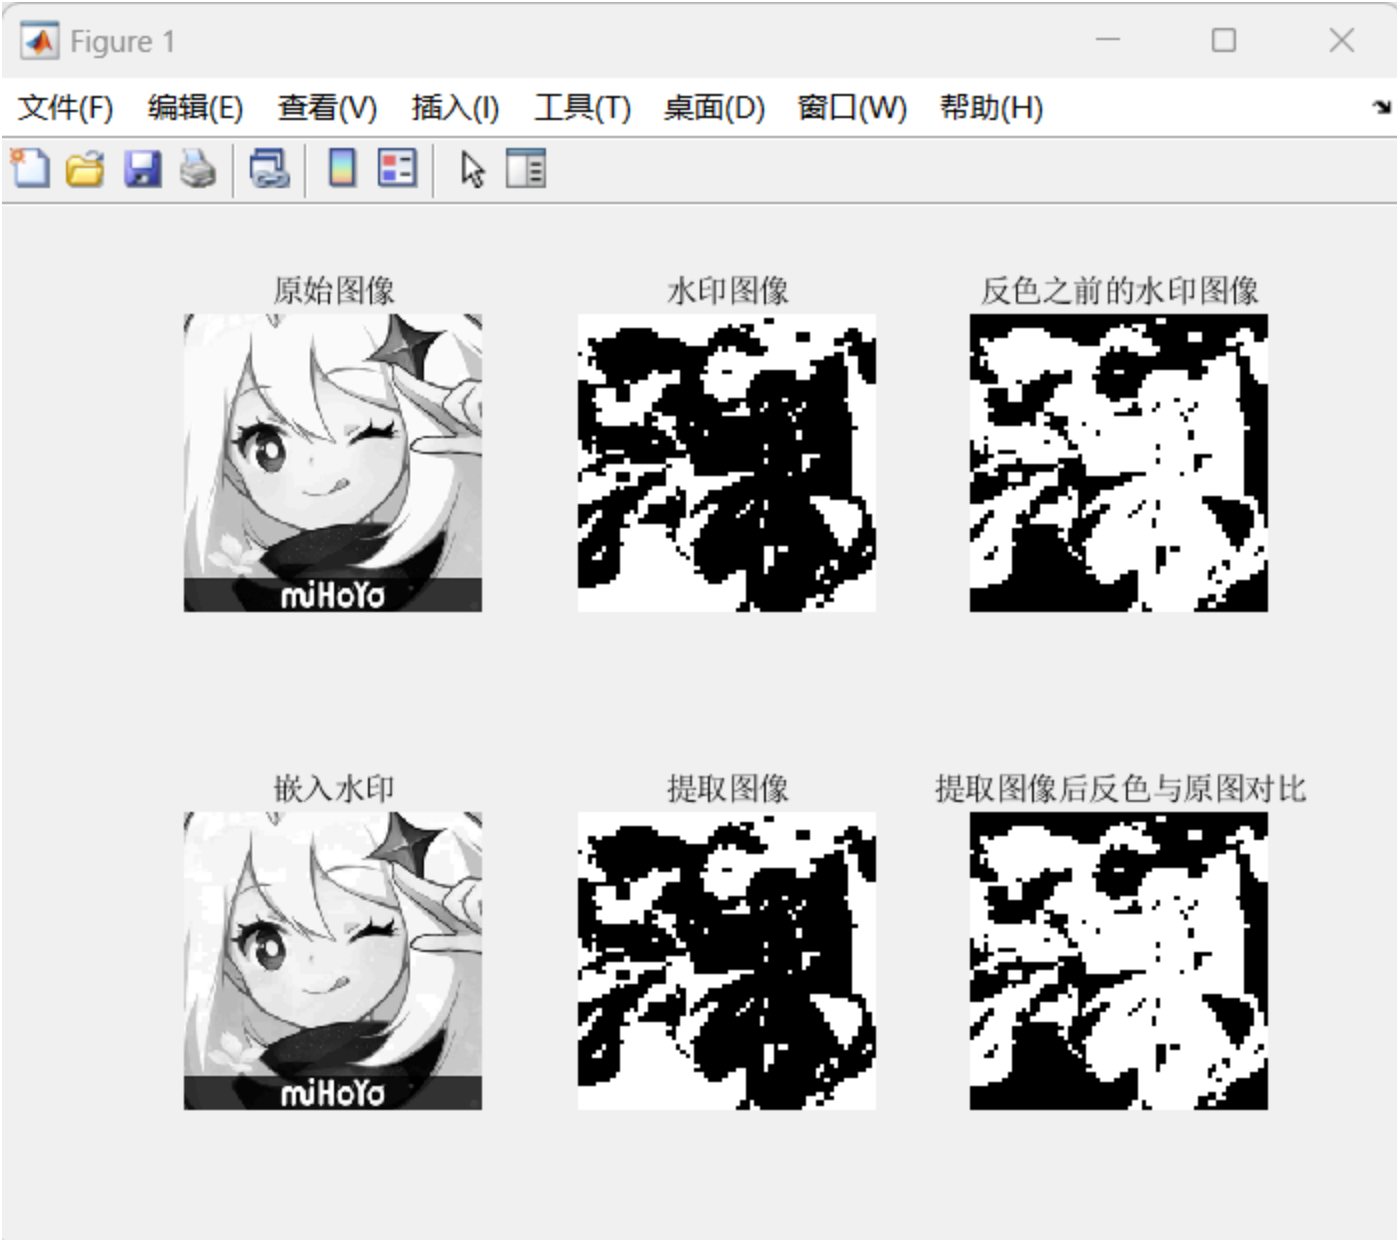 Figure 1
文件(F) 编辑(E) 查看(V) 插入(I) 工具(T) 桌面(D) 窗口(W) 帮助(H)
原始图像 水印图像 反色之前的水印图像
miHoYo
嵌入水印 提取图像 提取图像后反色与原图对比
miHoYo